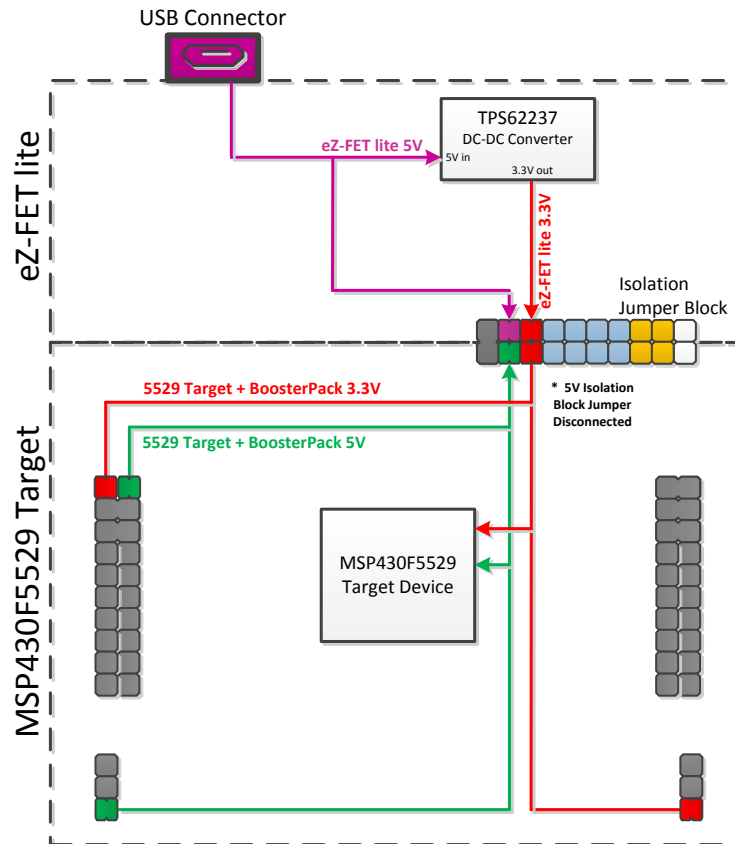 USB Connector
eZ-FET lite
TPS62237
DC-DC Converter
5V in
3.3V out
eZ-FET lite 5V
eZ-FET lite 3.3V
Isolation
Jumper Block
MSP430F5529 Target
5529 Target + BoosterPack 3.3V
5529 Target + BoosterPack 5V
* 5V Isolation
Block Jumper
Disconnected
MSP430F5529
Target Device